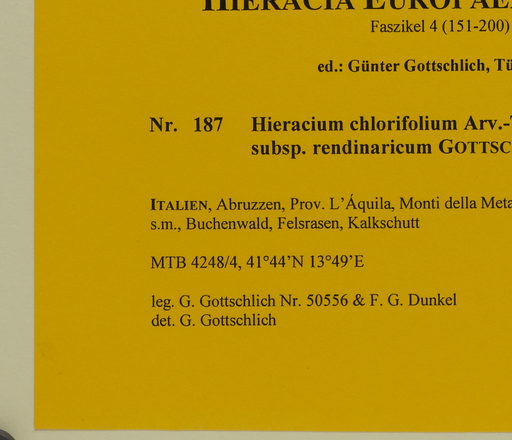 HIERACIA EUROPAE
Faszikel 4 (151-200)
ed.: Günter Gottschlich, Tü
Nr. 187 Hieracium chlorifolium Arv.-
subsp. rendinaricum GOTTSC
ITALIEN, Abruzzen, Prov. L'Áquila, Monti della Meta
s.m., Buchenwald, Felsrasen, Kalkschutt
MTB 4248/4, 41°44'N 13°49'E
leg. G. Gottschlich Nr. 50556 & F. G. Dunkel
det. G. Gottschlich